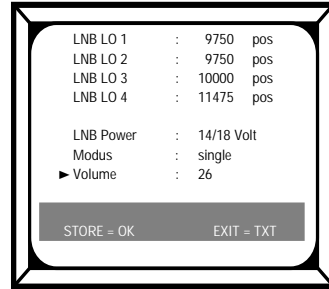 LNB LO 1 : 9750 pos
LNB LO 2 : 9750 pos
LNB LO 3 : 10000 pos
LNB LO 4 : 11475 pos
LNB Power : 14/18 Volt
Modus : single
► Volume : 26
STORE = OK EXIT = TXT